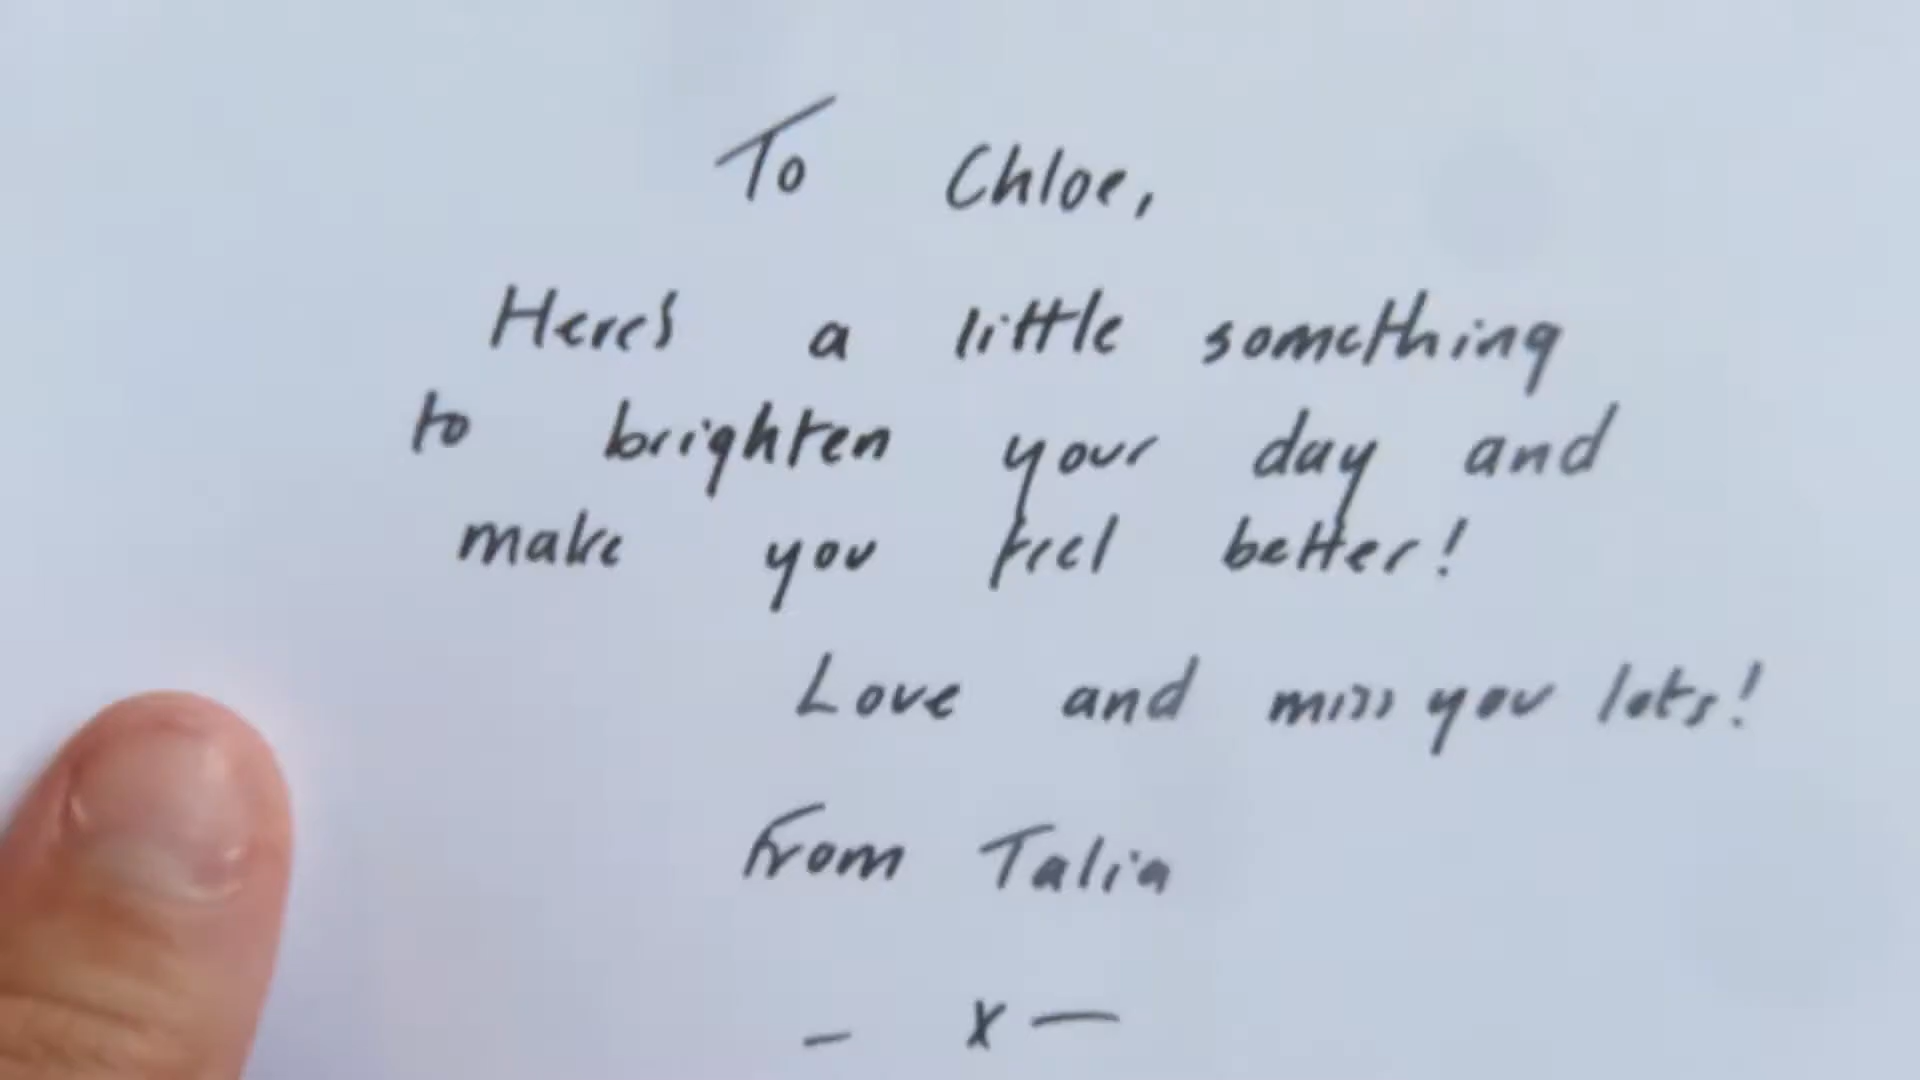 To Chloe,
Here's a little something
to brighten your day and
make you feel better!
Love and miss you lots!
From Talia
– x —